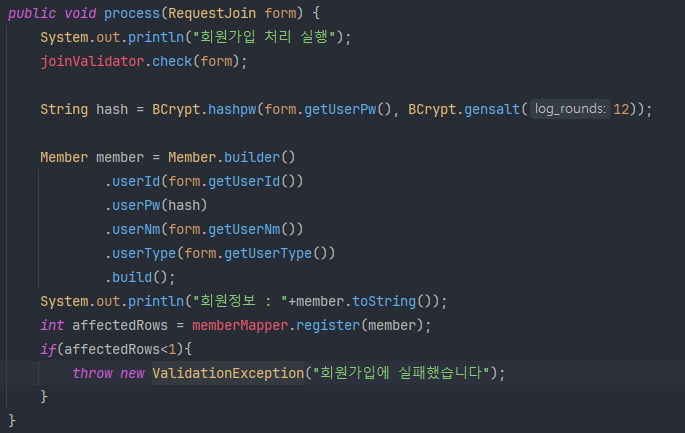 public void process(RequestJoin form) {
    System.out.println("회원가입 처리 실행");
    joinValidator.check(form);
    String hash = BCrypt.hashpw(form.getUserPw(), BCrypt.gensalt( log_rounds: 12));
    Member member = Member.builder()
            .userId(form.getUserId())
            .userPw(hash)
            .userNm(form.getUserNm())
            .userType(form.getUserType())
            .build();
    System.out.println("회원정보 : "+member.toString());
    int affectedRows = memberMapper.register(member);
    if(affectedRows<1){
        throw new ValidationException("회원가입에 실패했습니다");
    }
}